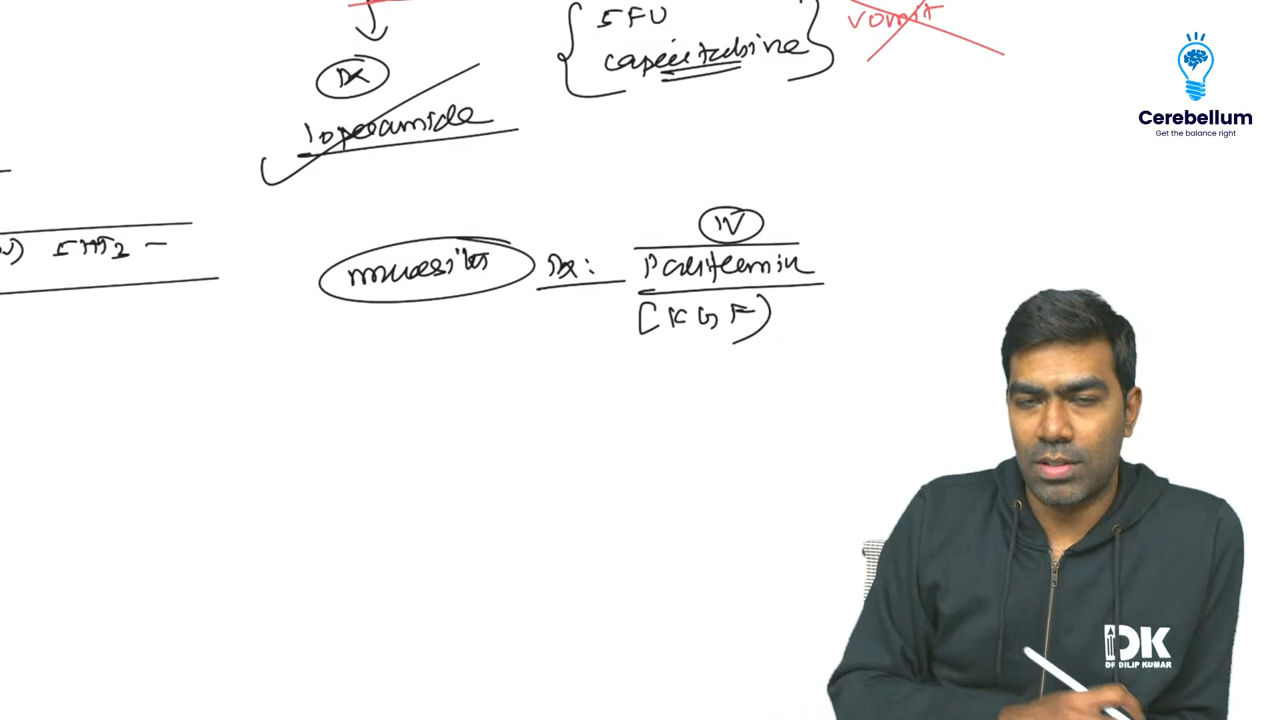 5FU
capecitabine
vomit
Rx
loperamide
5HT3 —
mucositis Rx: IV
Palifermin
(KGF)
Cerebellum
Get the balance right
DK
DR DILIP KUMAR